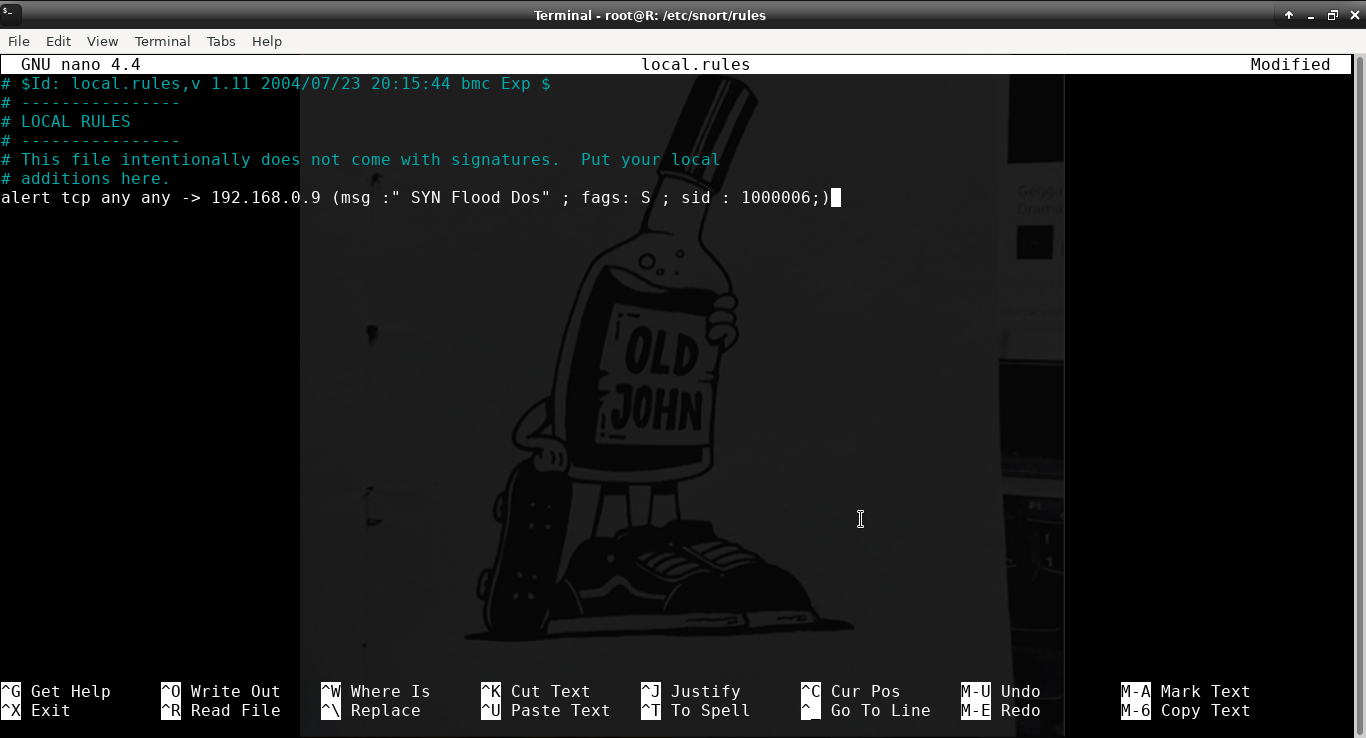 Terminal - root@R: /etc/snort/rules
File Edit View Terminal Tabs Help
GNU nano 4.4 local.rules Modified
# $Id: local.rules,v 1.11 2004/07/23 20:15:44 bmc Exp $
# ----------------
# LOCAL RULES
# ----------------
# This file intentionally does not come with signatures.  Put your local
# additions here.
alert tcp any any -> 192.168.0.9 (msg :" SYN Flood Dos" ; fags: S ; sid : 1000006;)
OLD
JOHN
^G Get Help ^O Write Out ^W Where Is ^K Cut Text ^J Justify ^C Cur Pos M-U Undo M-A Mark Text
^X Exit ^R Read File ^\ Replace ^U Paste Text ^T To Spell ^_ Go To Line M-E Redo M-6 Copy Text